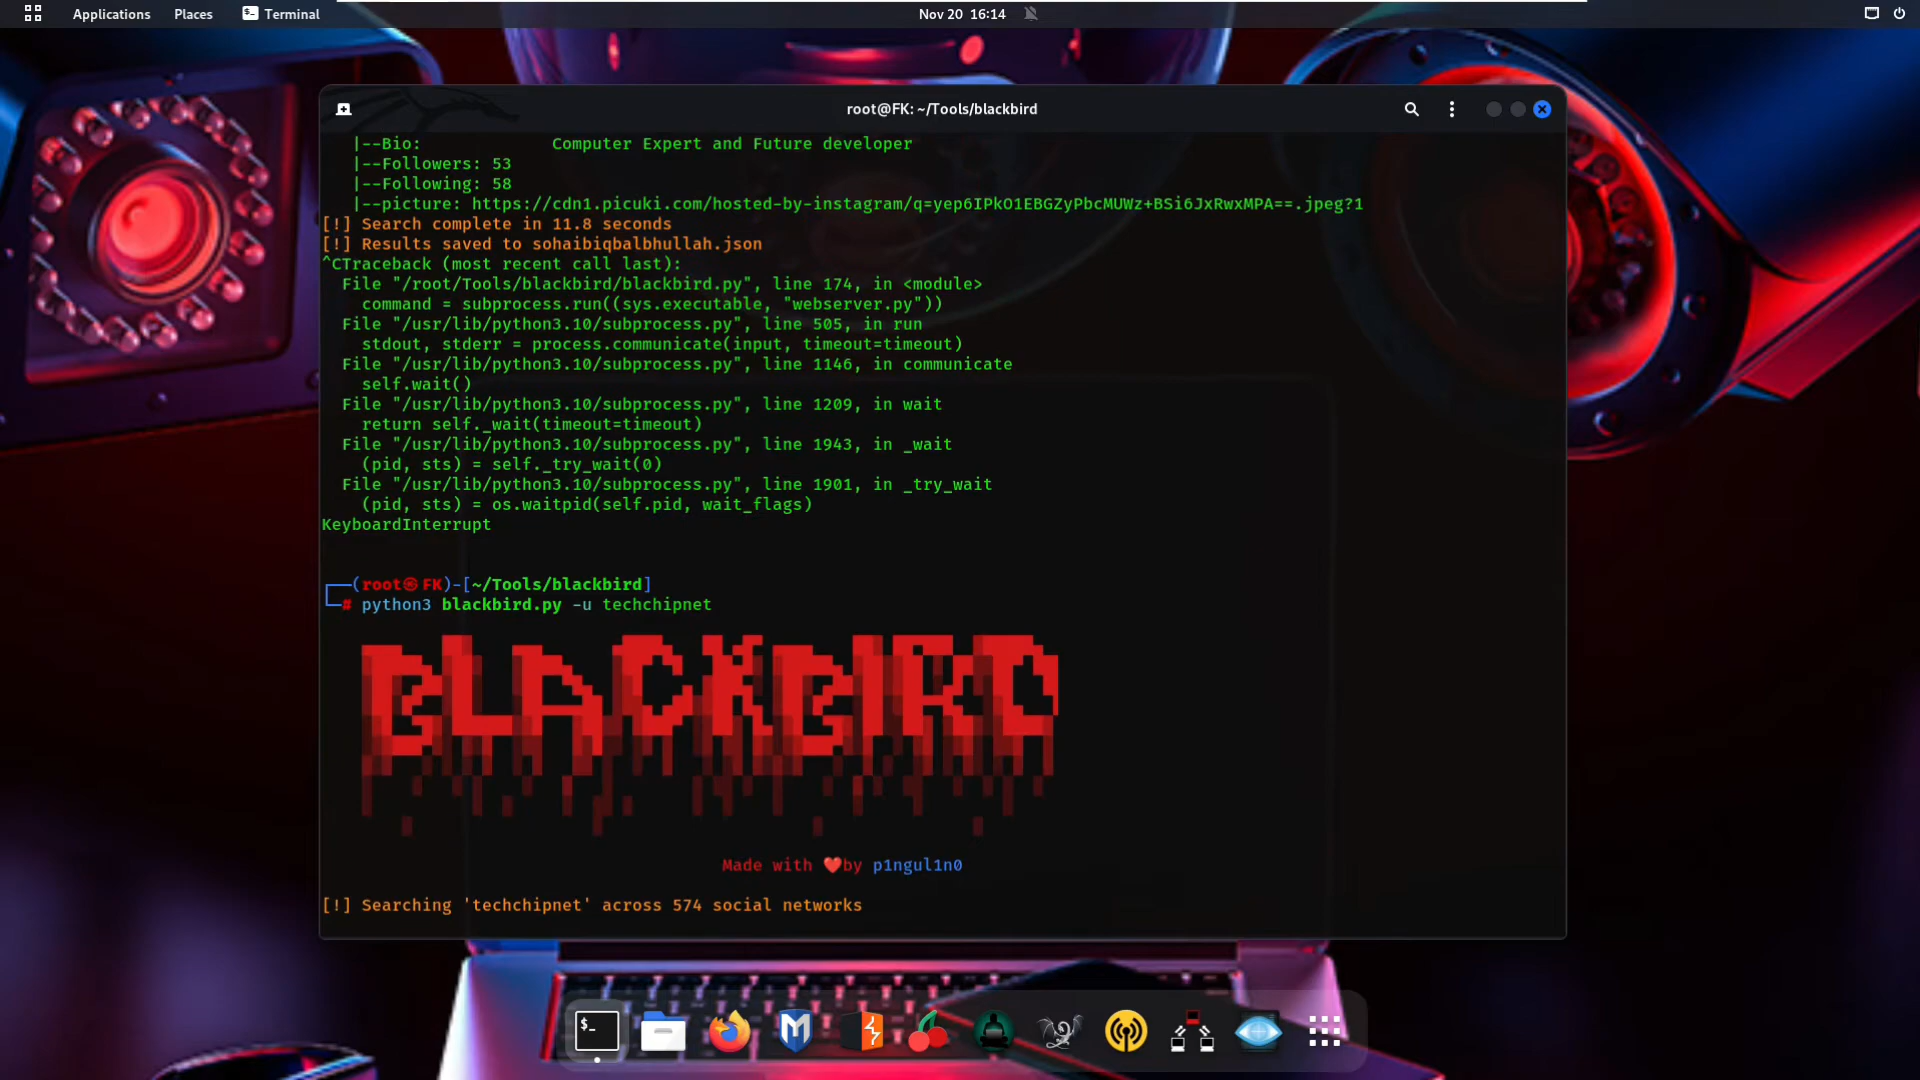 Applications Places Terminal Nov 20 16:14
root@FK: ~/Tools/blackbird
|--Bio: Computer Expert and Future developer
|--Followers: 53
|--Following: 58
|--picture: https://cdn1.picuki.com/hosted-by-instagram/q=yep6IPkO1EBGZyPbcMUWz+BSi6JxRwxMPA==.jpeg?1
[!] Search complete in 11.8 seconds
[!] Results saved to sohaibiqbalbhullah.json
^CTraceback (most recent call last):
File "/root/Tools/blackbird/blackbird.py", line 174, in <module>
command = subprocess.run((sys.executable, "webserver.py"))
File "/usr/lib/python3.10/subprocess.py", line 505, in run
stdout, stderr = process.communicate(input, timeout=timeout)
File "/usr/lib/python3.10/subprocess.py", line 1146, in communicate
self.wait()
File "/usr/lib/python3.10/subprocess.py", line 1209, in wait
return self._wait(timeout=timeout)
File "/usr/lib/python3.10/subprocess.py", line 1943, in _wait
(pid, sts) = self._try_wait(0)
File "/usr/lib/python3.10/subprocess.py", line 1901, in _try_wait
(pid, sts) = os.waitpid(self.pid, wait_flags)
KeyboardInterrupt
┌──(root㉿FK)-[~/Tools/blackbird]
└─# python3 blackbird.py -u techchipnet
BLACKBIRD
Made with ❤️by p1ngul1n0
[!] Searching 'techchipnet' across 574 social networks
$_